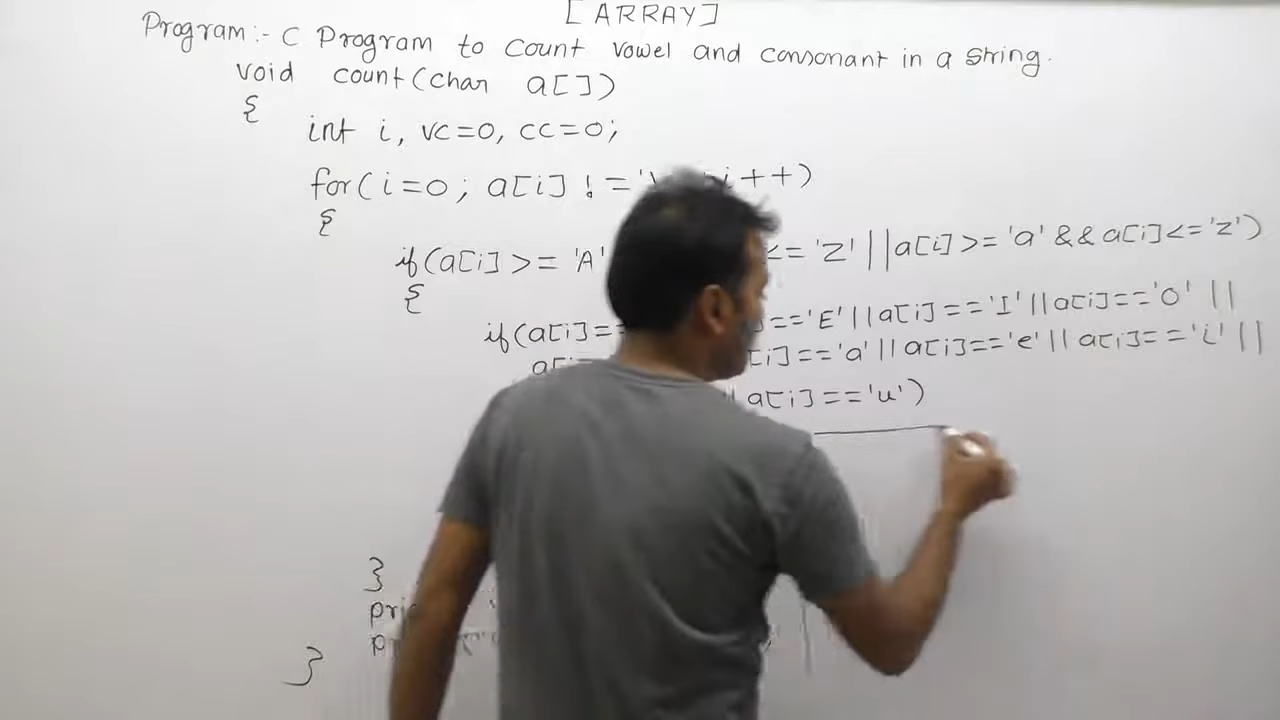 [ARRAY]
Program:- C Program to Count vowel and consonant in a string.
void count(char a[])
{
int i, vc=0, cc=0;
for(i=0; a[i] != i++)
{
if(a[i] >= 'A' <= 'Z' || a[i] >= 'a' && a[i] <= 'z')
{
if(a[i] == =='E' || a[i]=='I' || a[i]=='O' ||
a[i]=='a' || a[i]=='e' || a[i]=='i' ||
a[i]=='u')
}
}